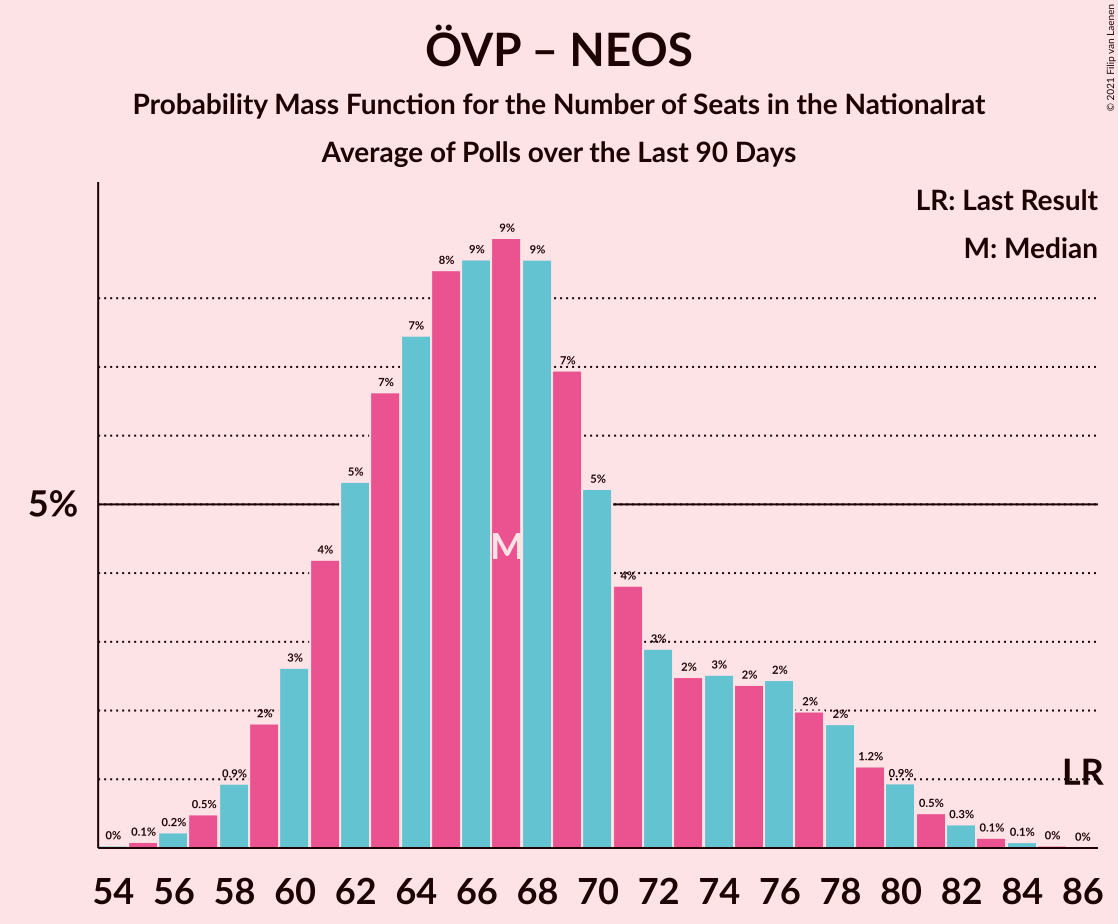 ÖVP – NEOS
Probability Mass Function for the Number of Seats in the Nationalrat
Average of Polls over the Last 90 Days
© 2021 Filip van Laenen
LR: Last Result
M: Median
5%
0% 0.1% 0.2% 0.5% 0.9% 2% 3% 4% 5% 7% 7% 8% 9% 9% 9% 7% 5% 4% 3% 2% 3% 2% 2% 2% 2% 1.2% 0.9% 0.5% 0.3% 0.1% 0.1% 0% 0%
M
LR
54 56 58 60 62 64 66 68 70 72 74 76 78 80 82 84 86